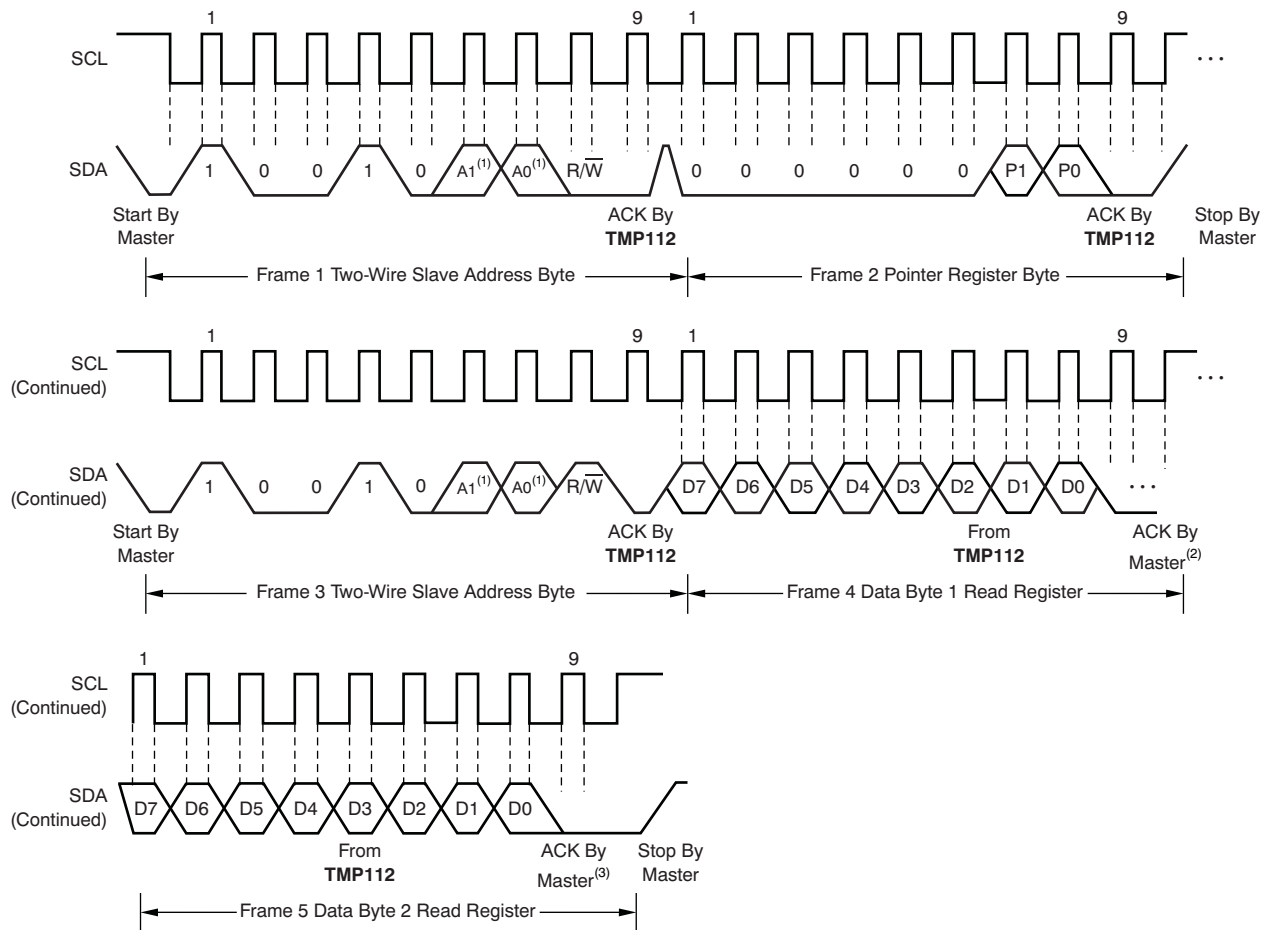 1 9 1 9
SCL
...
SDA
1 0 0 1 0 A1(1) A0(1) R/W̅ 0 0 0 0 0 0 P1 P0
Start By
Master
ACK By
TMP112
ACK By
TMP112
Stop By
Master
Frame 1 Two-Wire Slave Address Byte
Frame 2 Pointer Register Byte
1 9 1 9
SCL
(Continued)
...
SDA
(Continued)
1 0 0 1 0 A1(1) A0(1) R/W̅ D7 D6 D5 D4 D3 D2 D1 D0 ...
Start By
Master
ACK By
TMP112
From
TMP112
ACK By
Master(2)
Frame 3 Two-Wire Slave Address Byte
Frame 4 Data Byte 1 Read Register
1 9
SCL
(Continued)
SDA
(Continued)
D7 D6 D5 D4 D3 D2 D1 D0
From
TMP112
ACK By
Master(3)
Stop By
Master
Frame 5 Data Byte 2 Read Register